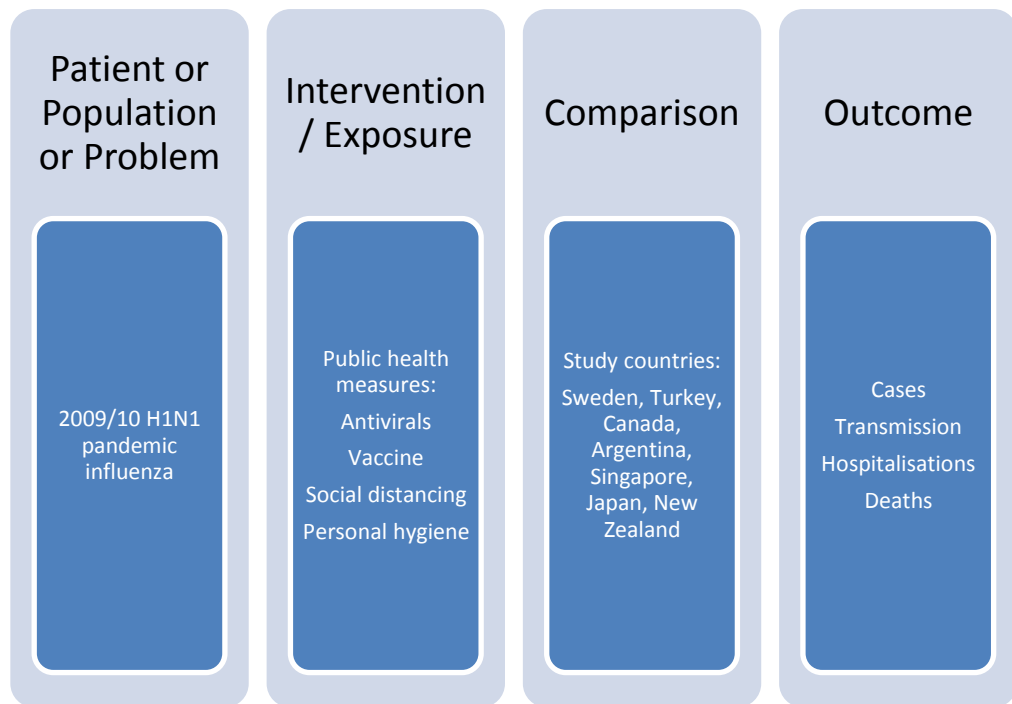 Patient or
Population
or Problem
2009/10 H1N1
pandemic
influenza
Intervention
/ Exposure
Public health
measures:
Antivirals
Vaccine
Social distancing
Personal hygiene
Comparison
Study countries:
Sweden, Turkey,
Canada,
Argentina,
Singapore,
Japan, New
Zealand
Outcome
Cases
Transmission
Hospitalisations
Deaths